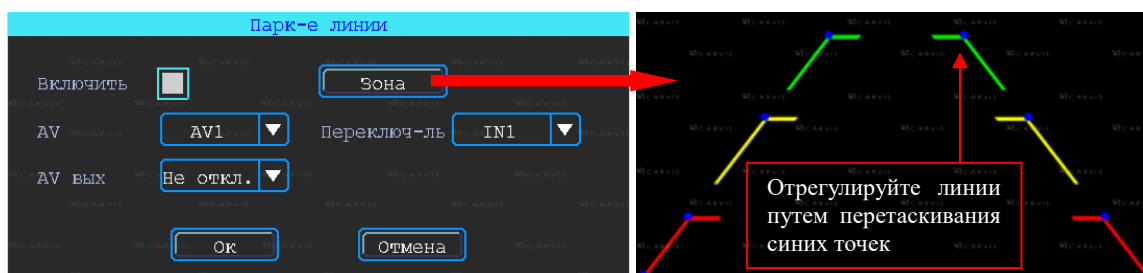 Парк-е линии
Включить
Зона
AV
AV1
Переключ-ль
IN1
AV вых
Не откл.
Ок
Отмена
Отрегулируйте линии
путем перетаскивания
синих точек
CARVIS